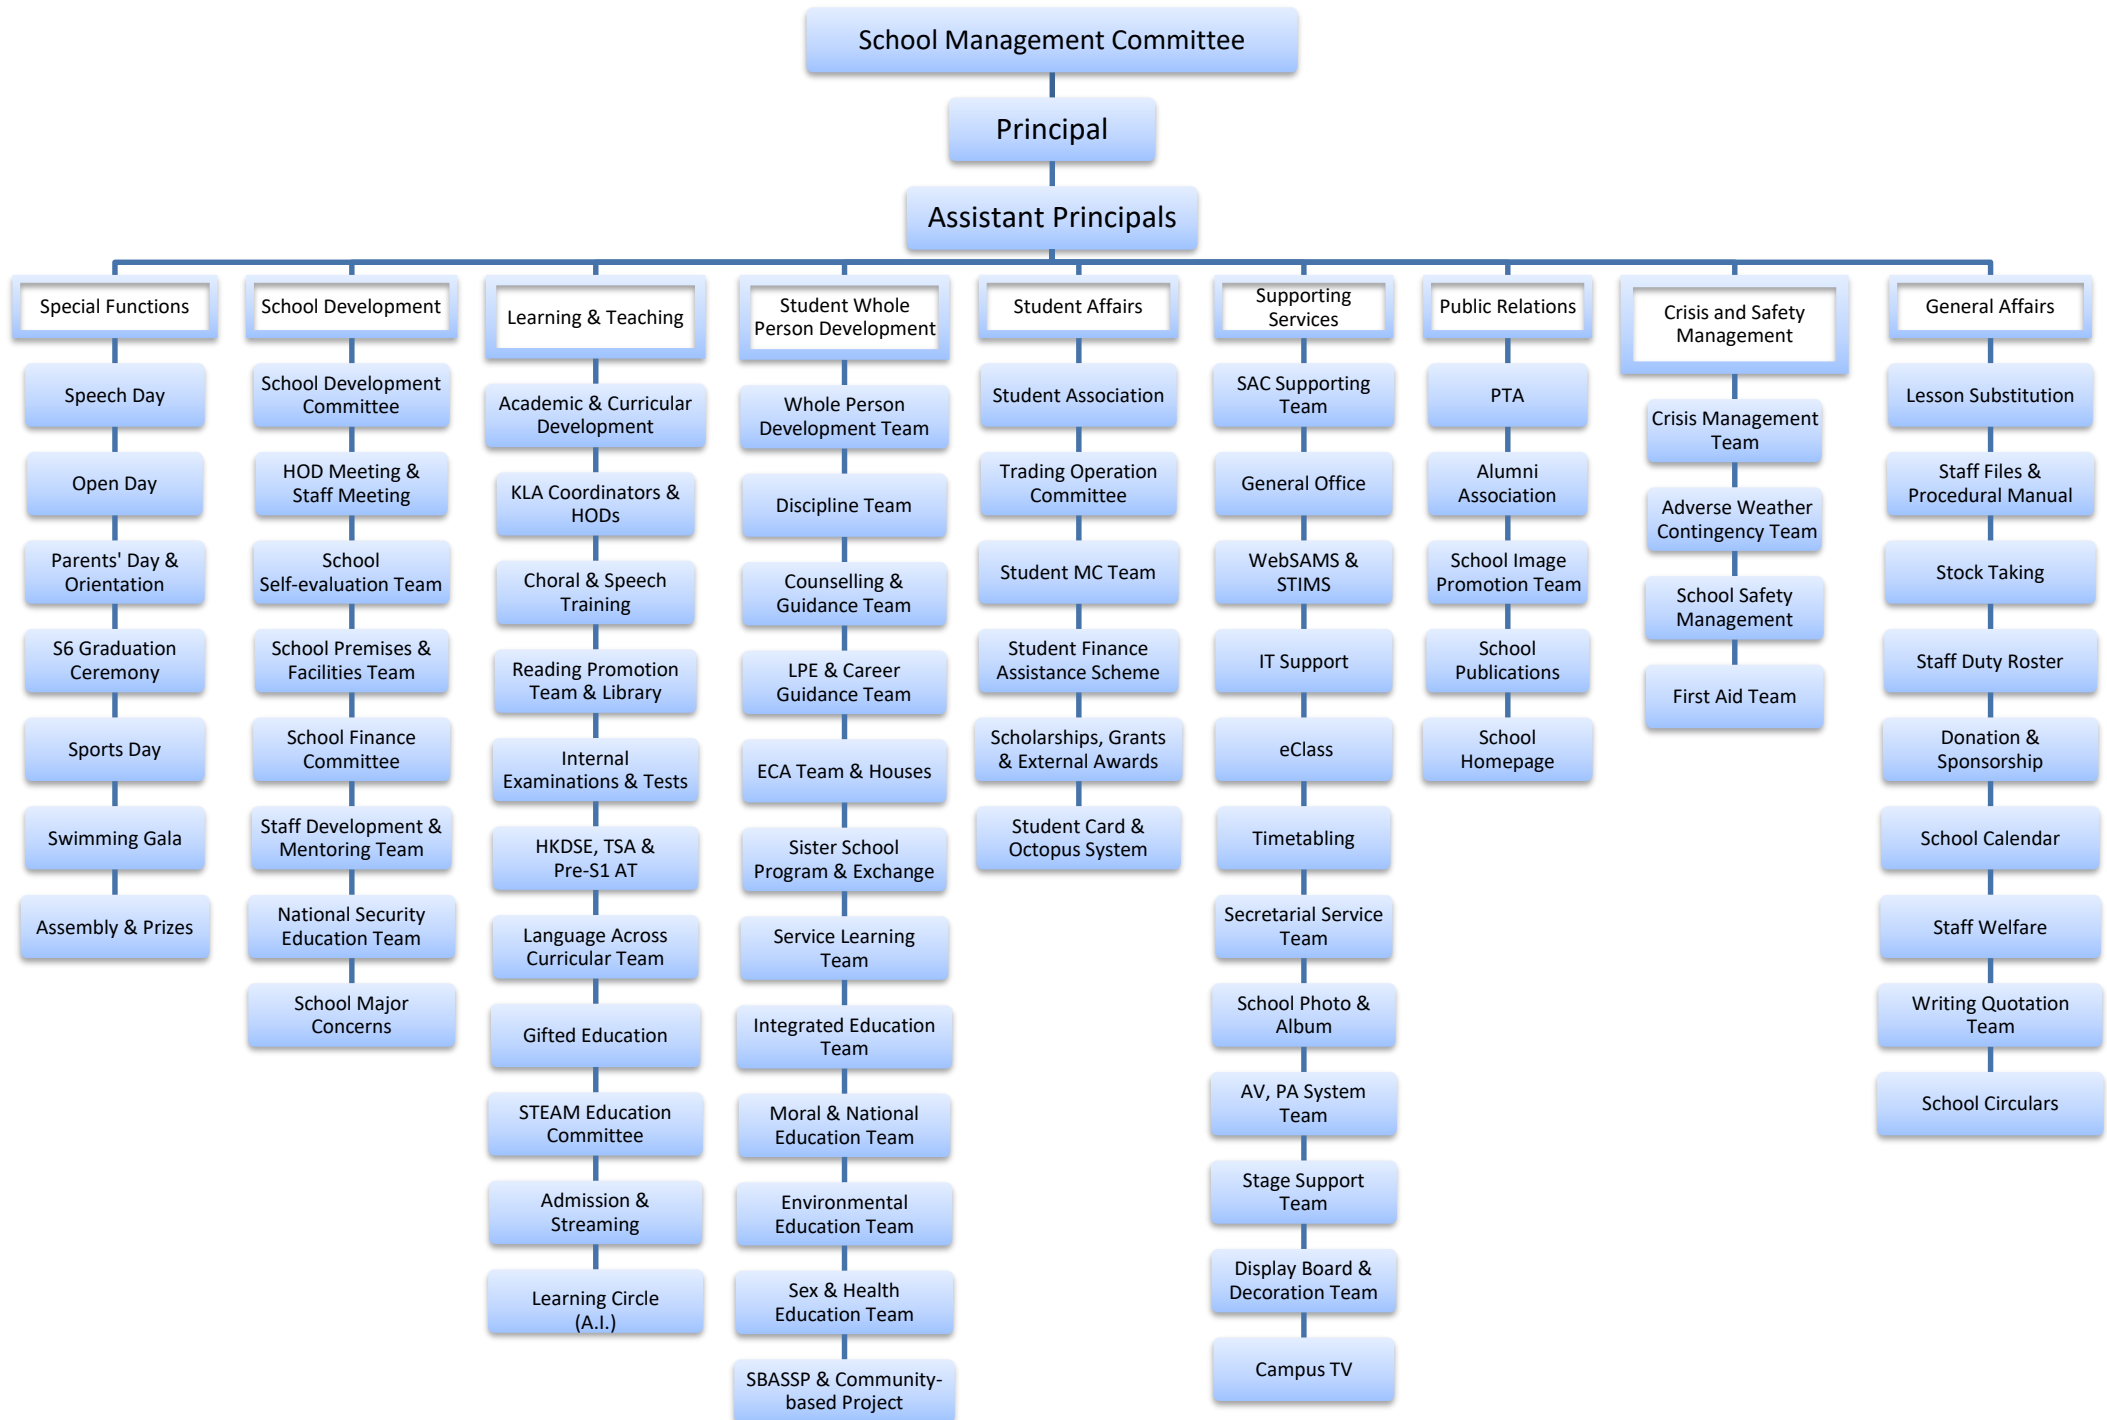 School Management Committee
Principal
Assistant Principals
Special Functions
Speech Day
Open Day
Parents' Day &
Orientation
S6 Graduation
Ceremony
Sports Day
Swimming Gala
Assembly & Prizes
School Development
School Development
Committee
HOD Meeting &
Staff Meeting
School
Self-evaluation Team
School Premises &
Facilities Team
School Finance
Committee
Staff Development &
Mentoring Team
National Security
Education Team
School Major
Concerns
Learning & Teaching
Academic & Curricular
Development
KLA Coordinators &
HODs
Choral & Speech
Training
Reading Promotion
Team & Library
Internal
Examinations & Tests
HKDSE, TSA &
Pre-S1 AT
Language Across
Curricular Team
Gifted Education
STEAM Education
Committee
Admission &
Streaming
Learning Circle
(A.I.)
Student Whole
Person Development
Whole Person
Development Team
Discipline Team
Counselling &
Guidance Team
LPE & Career
Guidance Team
ECA Team & Houses
Sister School
Program & Exchange
Service Learning
Team
Integrated Education
Team
Moral & National
Education Team
Environmental
Education Team
Sex & Health
Education Team
SBASSP & Community-
based Project
Student Affairs
Student Association
Trading Operation
Committee
Student MC Team
Student Finance
Assistance Scheme
Scholarships, Grants
& External Awards
Student Card &
Octopus System
Supporting
Services
SAC Supporting
Team
General Office
WebSAMS &
STIMS
IT Support
eClass
Timetabling
Secretarial Service
Team
School Photo &
Album
AV, PA System
Team
Stage Support
Team
Display Board &
Decoration Team
Campus TV
Public Relations
PTA
Alumni
Association
School Image
Promotion Team
School
Publications
School
Homepage
Crisis and Safety
Management
Crisis Management
Team
Adverse Weather
Contingency Team
School Safety
Management
First Aid Team
General Affairs
Lesson Substitution
Staff Files &
Procedural Manual
Stock Taking
Staff Duty Roster
Donation &
Sponsorship
School Calendar
Staff Welfare
Writing Quotation
Team
School Circulars